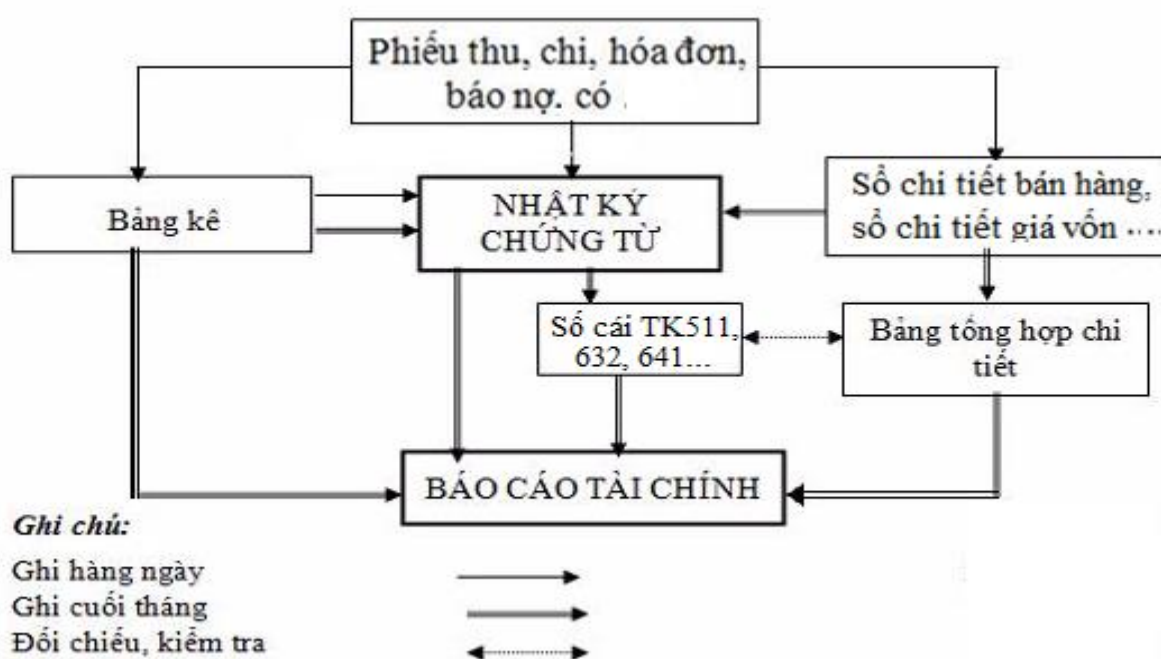 Phiếu thu, chi, hóa đơn,
báo nợ. có .
Bảng kê
NHẬT KÝ
CHỨNG TỪ
Sổ chi tiết bán hàng,
sổ chi tiết giá vốn ....
Số cái TK511,
632, 641...
Bảng tổng hợp chi
tiết
BÁO CÁO TÀI CHÍNH
Ghi chú:
Ghi hàng ngày
Ghi cuối tháng
Đối chiếu, kiểm tra